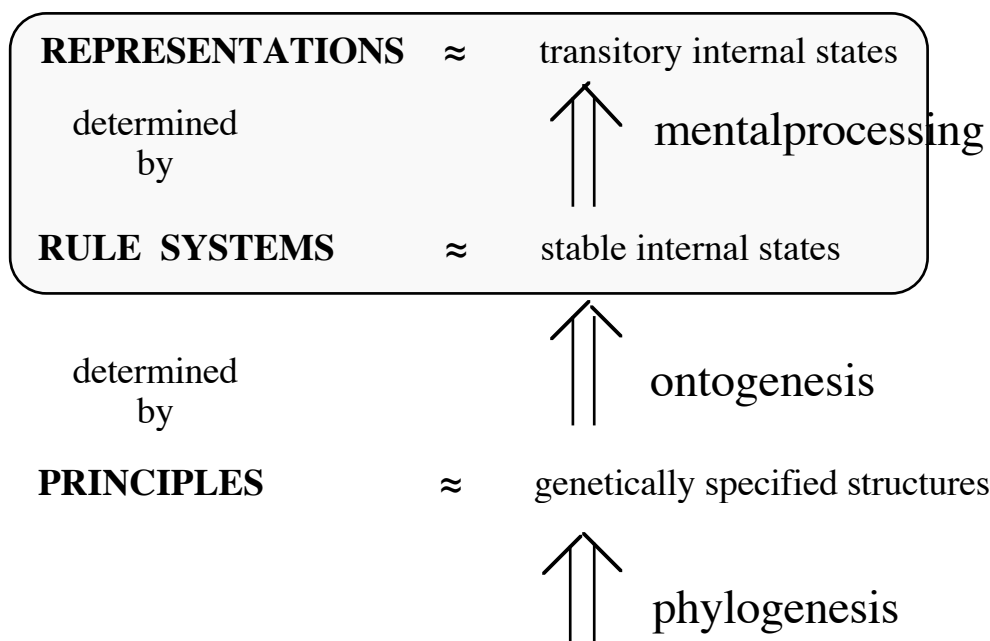 REPRESENTATIONS ≈ transitory internal states
determined
by
mentalprocessing
RULE SYSTEMS ≈ stable internal states
determined
by
ontogenesis
PRINCIPLES ≈ genetically specified structures
phylogenesis